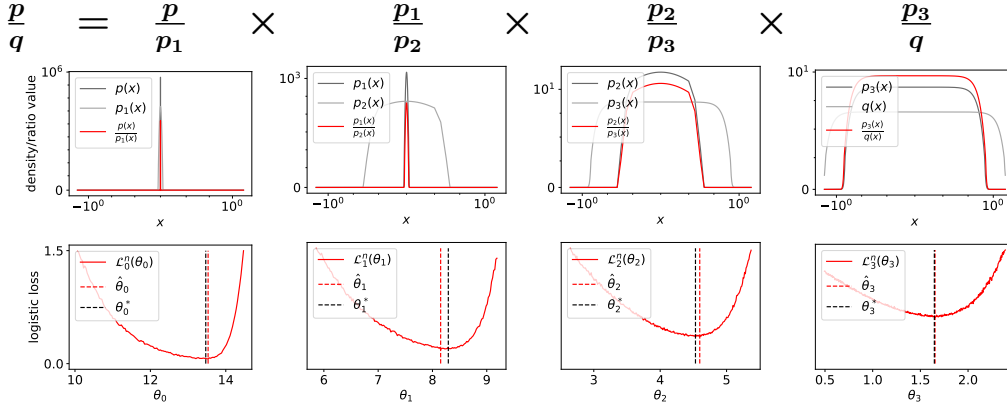 p/q = p/p₁ × p₁/p₂ × p₂/p₃ × p₃/q
density/ratio value
10⁶
0
p(x)
p₁(x)
p(x)/p₁(x)
−10⁰ 10⁰
x
10³
0
p₁(x)
p₂(x)
p₁(x)/p₂(x)
−10⁰ 10⁰
x
10¹
0
p₂(x)
p₃(x)
p₂(x)/p₃(x)
−10⁰ 10⁰
x
10¹
0
p₃(x)
q(x)
p₃(x)/q(x)
−10⁰ 10⁰
x
logistic loss
1.5
0.0
ℒ₀ⁿ(θ₀)
θ̂₀
θ₀*
10 12 14
θ₀
ℒ₁ⁿ(θ₁)
θ̂₁
θ₁*
6 7 8 9
θ₁
ℒ₂ⁿ(θ₂)
θ̂₂
θ₂*
3 4 5
θ₂
ℒ₃ⁿ(θ₃)
θ̂₃
θ₃*
0.5 1.0 1.5 2.0
θ₃